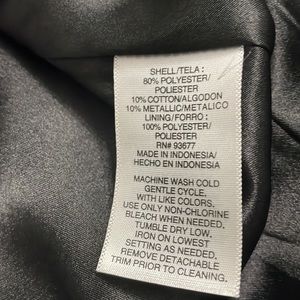 SHELL/TELA :
80% POLYESTER/
POLIESTER
10% COTTON/ALGODON
10% METALLIC/METALICO
LINING/FORRO :
100% POLYESTER/
POLIESTER
RN# 93677
MADE IN INDONESIA/
HECHO EN INDONESIA
MACHINE WASH COLD
GENTLE CYCLE,
WITH LIKE COLORS.
USE ONLY NON-CHLORINE
BLEACH WHEN NEEDED.
TUMBLE DRY LOW.
IRON ON LOWEST
SETTING AS NEEDED.
REMOVE DETACHABLE
TRIM PRIOR TO CLEANING.